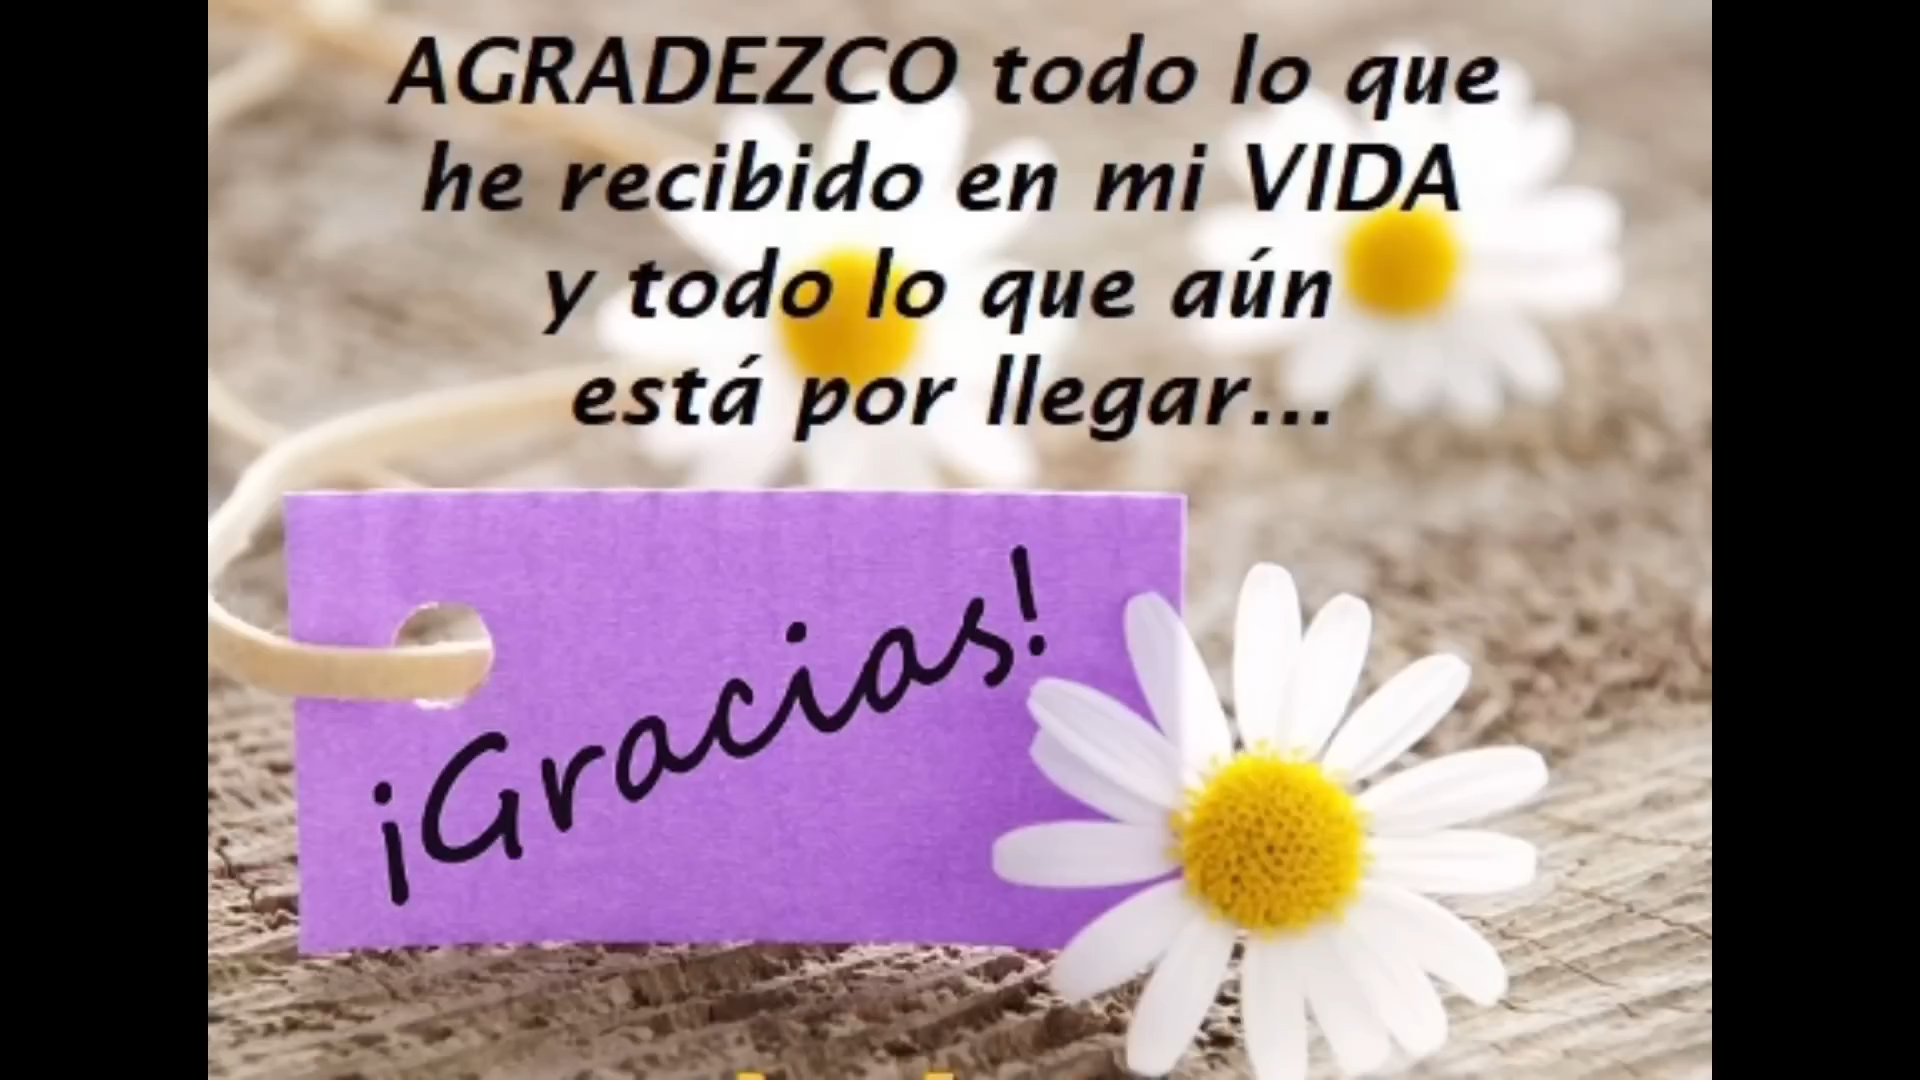 AGRADEZCO todo lo que
he recibido en mi VIDA
y todo lo que aún
está por llegar...
¡Gracias!